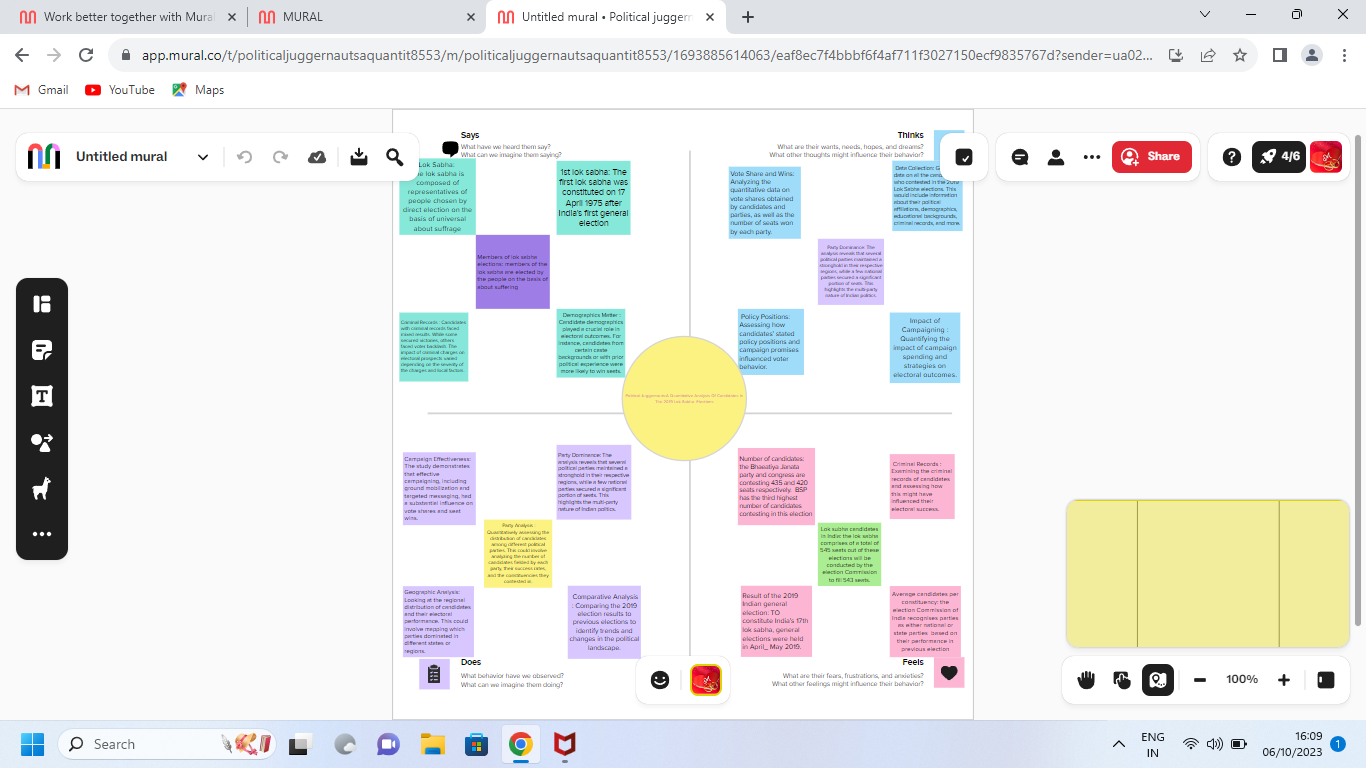 Work better together with Mural
MURAL
Untitled mural • Political juggern
app.mural.co/t/politicaljuggernautsaquantit8553/m/politicaljuggernautsaquantit8553/1693885614063/eaf8ec7f4bbbf6f4af711f3027150ecf9835767d?sender=ua02...
Gmail
YouTube
Maps
Untitled mural
Share
4/6
Says
What have we heard them say?
What can we imagine them saying?
Thinks
What are their wants, needs, hopes, and dreams?
What other thoughts might influence their behavior?
Lok Sabha:
lok sabha is
composed of
representatives of
people chosen by
direct election on the
basis of universal
about suffrage
1st lok sabha: The
first lok sabha was
constituted on 17
April 1975 after
India's first general
election
Members of lok sabha
elections: members of the
lok sabha are elected by
the people on the basis of
about suffering
Criminal Records : Candidates
with criminal records faced
mixed results. While some
secured victories, others
faced voter backlash. The
impact of criminal charges on
electoral prospects varied
depending on the severity of
the charges and local factors
Demographics Matter :
Candidate demographics
played a crucial role in
electoral outcomes. For
instance, candidates from
certain caste
backgrounds or with prior
political experience were
more likely to win seats.
Vote Share and Wins:
Analyzing the
quantitative data on
vote shares obtained
by candidates and
parties, as well as the
number of seats won
by each party.
Data Collection:
data on all the
who contested in the 2019
Lok Sabha elections. This
would include information
about their political
affiliations, demographics,
educational backgrounds,
criminal records, and more.
Party Dominance: The
analysis reveals that several
political parties maintained a
stronghold in their respective
regions, while a few national
parties secured a significant
portion of seats. This
highlights the multi-party
nature of Indian politics.
Policy Positions:
Assessing how
candidates' stated
policy positions and
campaign promises
influenced voter
behavior.
Impact of
Campaigning :
Quantifying the
impact of campaign
spending and
strategies on
electoral outcomes.
Political Juggernauts A Quantitative Analysis Of Candidates In
The 2019 Lok Sabha Elections
Campaign Effectiveness:
The study demonstrates
that effective
campaigning, including
ground mobilization and
targeted messaging, had
a substantial influence on
vote shares and seat
wins.
Party Dominance: The
analysis reveals that several
political parties maintained a
stronghold in their respective
regions, while a few national
parties secured a significant
portion of seats. This
highlights the multi-party
nature of Indian politics.
Party Analysis :
Quantitatively assessing the
distribution of candidates
among different political
parties. This could involve
analyzing the number of
candidates fielded by each
party, their success rates,
and the constituencies they
contested in.
Geographic Analysis:
Looking at the regional
distribution of candidates
and their electoral
performance. This could
involve mapping which
parties dominated in
different states or
regions.
Comparative Analysis
: Comparing the 2019
election results to
previous elections to
identify trends and
changes in the political
landscape.
Number of candidates:
the Bhaeatiya Janata
party and congress are
contesting 435 and 420
seats respectively. BSP
has the third highest
number of candidates
contesting in this election
Criminal Records :
Examining the criminal
records of candidates
and assessing how
this might have
influenced their
electoral success.
Lok subha candidates
in India: the lok sabha
comprises of a total of
545 seats out of these
elections will be
conducted by the
election Commission
to fill 543 seats.
Result of the 2019
Indian general
election: TO
constitute India's 17th
lok sabha, general
elections were held
in April_ May 2019.
Average candidates per
constituency: the
election Commission of
India recognises parties
as either national or
state parties based on
their performance in
previous election
Does
What behavior have we observed?
What can we imagine them doing?
Feels
What are their fears, frustrations, and anxieties?
What other feelings might influence their behavior?
100%
Search
ENG
IN
16:09
06/10/2023
1